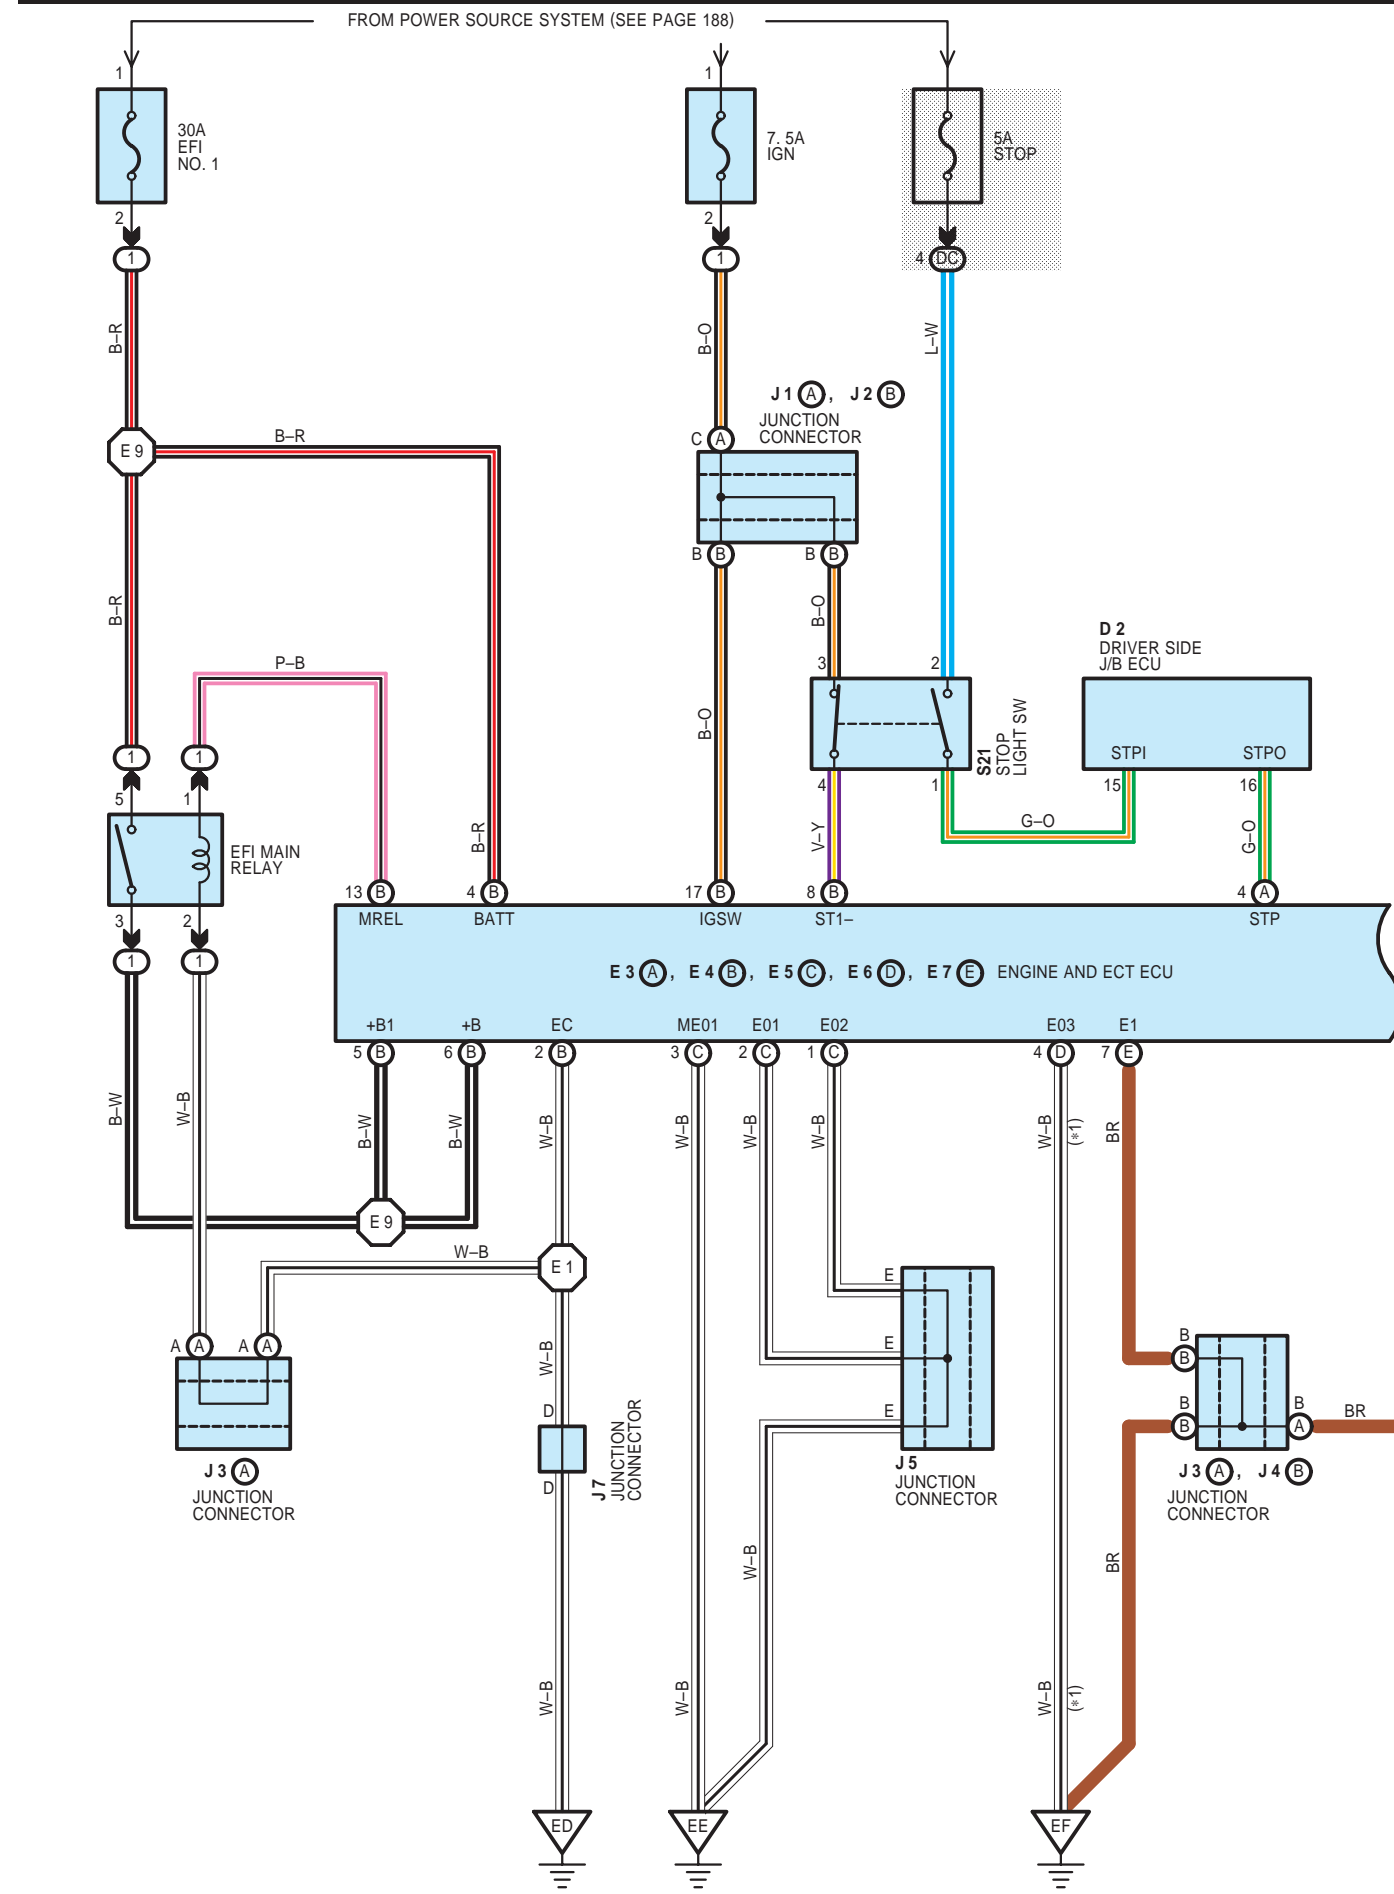 FROM POWER SOURCE SYSTEM (SEE PAGE 188)
1
1
30A
EFI
NO. 1
7. 5A
IGN
5A
STOP
2
2
1
1
4 DC
B–R
B–O
L–W
J 1 A , J 2 B
JUNCTION
CONNECTOR
C A
E 9
B–R
B B
B B
B–R
B–O
D 2
DRIVER SIDE
J/B ECU
P–B
3
2
B–O
S21
STOP
LIGHT SW
STPI
STPO
1
1
5
1
4
1
15
16
EFI MAIN
RELAY
B–R
V–Y
G–O
G–O
13 B
4 B
17 B
8 B
4 A
MREL
BATT
IGSW
ST1–
STP
3
2
1
1
E 3 A , E 4 B , E 5 C , E 6 D , E 7 E ENGINE AND ECT ECU
+B1
+B
EC
ME01
E01
E02
E03
E1
5 B
6 B
2 B
3 C
2 C
1 C
4 D
7 E
B–W
W–B
B–W
B–W
W–B
W–B
W–B
W–B
W–B
(*1)
BR
E 9
W–B
E 1
E
E
E
A A
A A
W–B
B
B
B
B
B
A
BR
D
D
J 7
JUNCTION
CONNECTOR
J 3 A
JUNCTION
CONNECTOR
J 5
JUNCTION
CONNECTOR
J 3 A , J 4 B
JUNCTION
CONNECTOR
W–B
BR
W–B
W–B
W–B
(*1)
ED
EE
EF